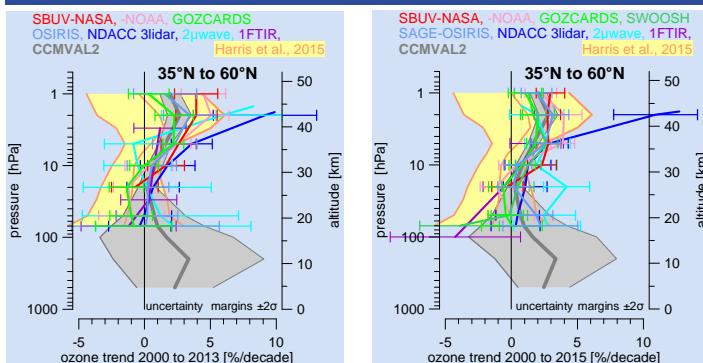 SBUV-NASA, -NOAA, GOZCARDS
OSIRIS, NDACC 3lidar, 2μwave, 1FTIR,
CCMVAL2 Harris et al., 2015
35°N to 60°N
pressure [hPa]
1
10
100
1000
altitude [km]
50
40
30
20
10
0
uncertainty margins ±2σ
-5 0 5 10
ozone trend 2000 to 2013 [%/decade]
SBUV-NASA, -NOAA, GOZCARDS, SWOOSH
SAGE-OSIRIS, NDACC 3lidar, 2μwave, 1FTIR,
CCMVAL2 Harris et al., 2015
35°N to 60°N
pressure [hPa]
1
10
100
1000
altitude [km]
50
40
30
20
10
0
uncertainty margins ±2σ
-5 0 5 10
ozone trend 2000 to 2015 [%/decade]